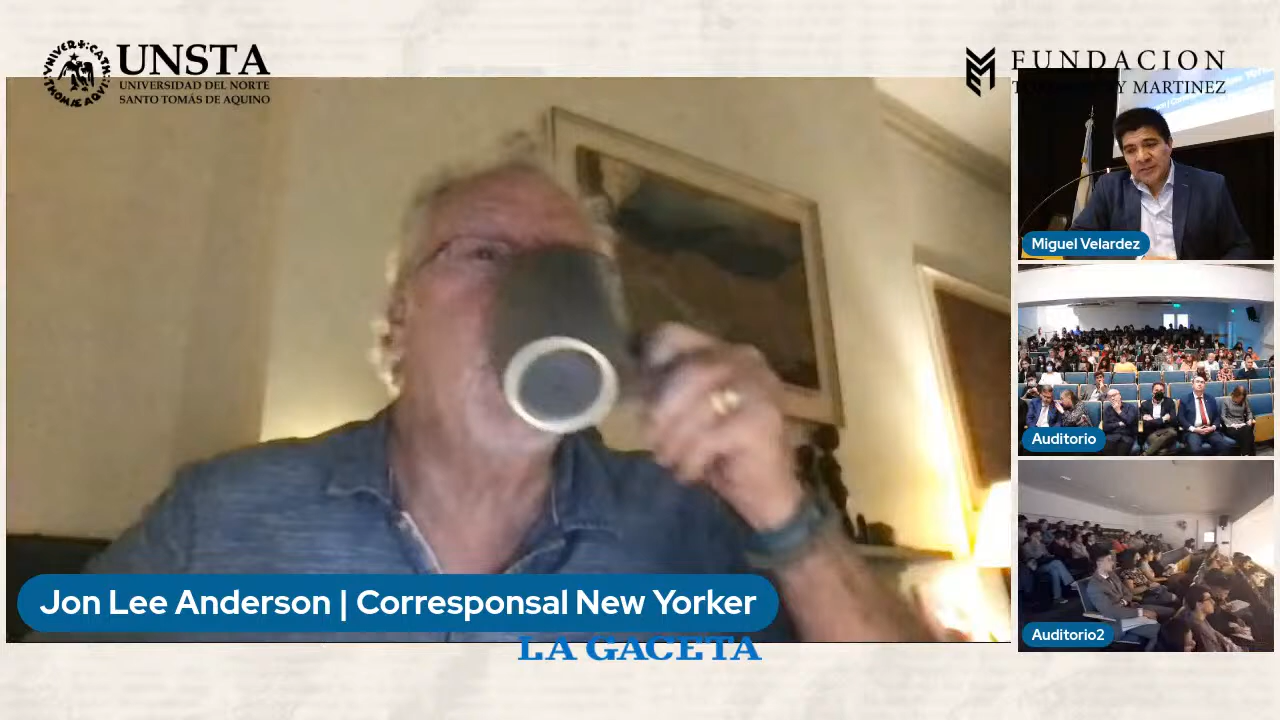 UNSTA
UNIVERSIDAD DEL NORTE
SANTO TOMÁS DE AQUINO
FUNDACION
Y MARTINEZ
Miguel Velardez
Auditorio
Auditorio2
Jon Lee Anderson | Corresponsal New Yorker
LA GACETA